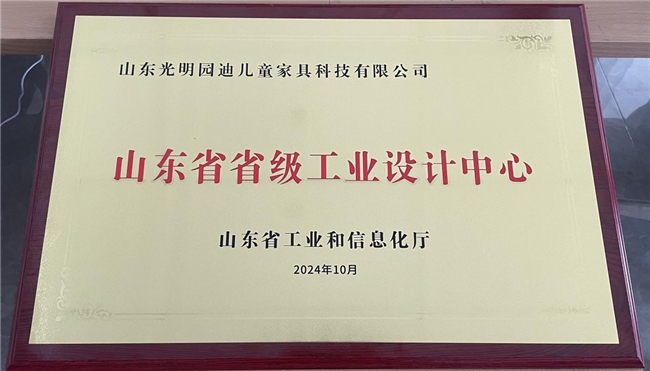 山东光明园迪儿童家具科技有限公司
山东省省级工业设计中心
山东省工业和信息化厅
2024年10月